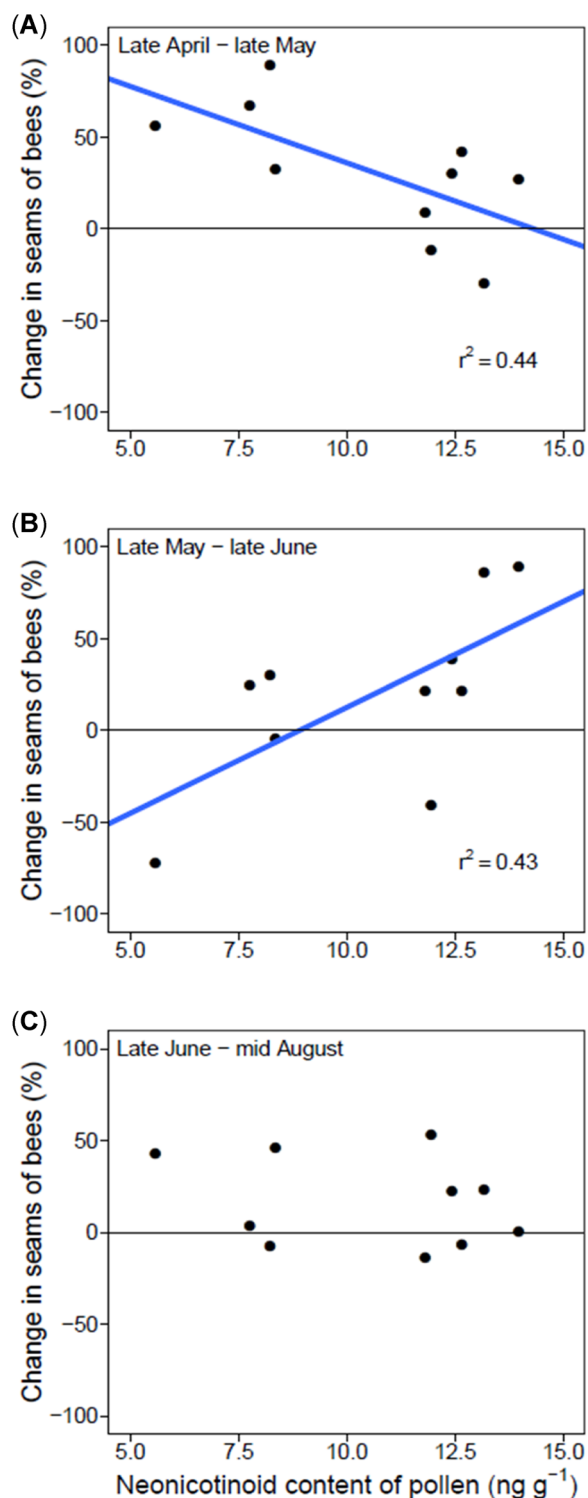 (A)
Late April − late May
Change in seams of bees (%)
100
50
0
−50
−100
r² = 0.44
5.0 7.5 10.0 12.5 15.0
(B)
Late May − late June
Change in seams of bees (%)
100
50
0
−50
−100
r² = 0.43
5.0 7.5 10.0 12.5 15.0
(C)
Late June − mid August
Change in seams of bees (%)
100
50
0
−50
−100
5.0 7.5 10.0 12.5 15.0
Neonicotinoid content of pollen (ng g⁻¹)